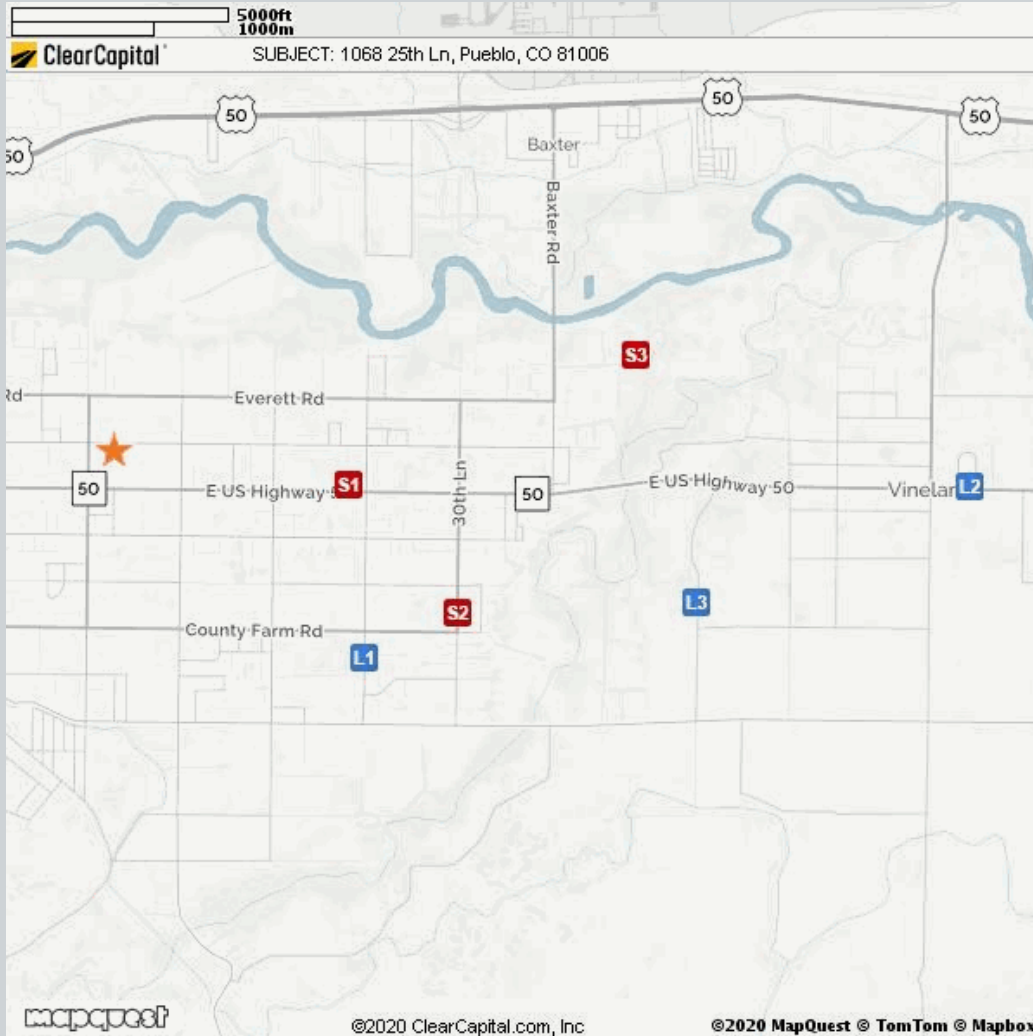 5000ft
1000m
ClearCapital
SUBJECT: 1068 25th Ln, Pueblo, CO 81006
50
50
50
50
Baxter
Baxter Rd
S3
Rd
Everett Rd
50
E US Highway 5
S1
30th Ln
50
E US Highway 50
Vinelan
L2
S2
L3
County Farm Rd
L1
mapquest
©2020 ClearCapital.com, Inc
©2020 MapQuest © TomTom © Mapbox